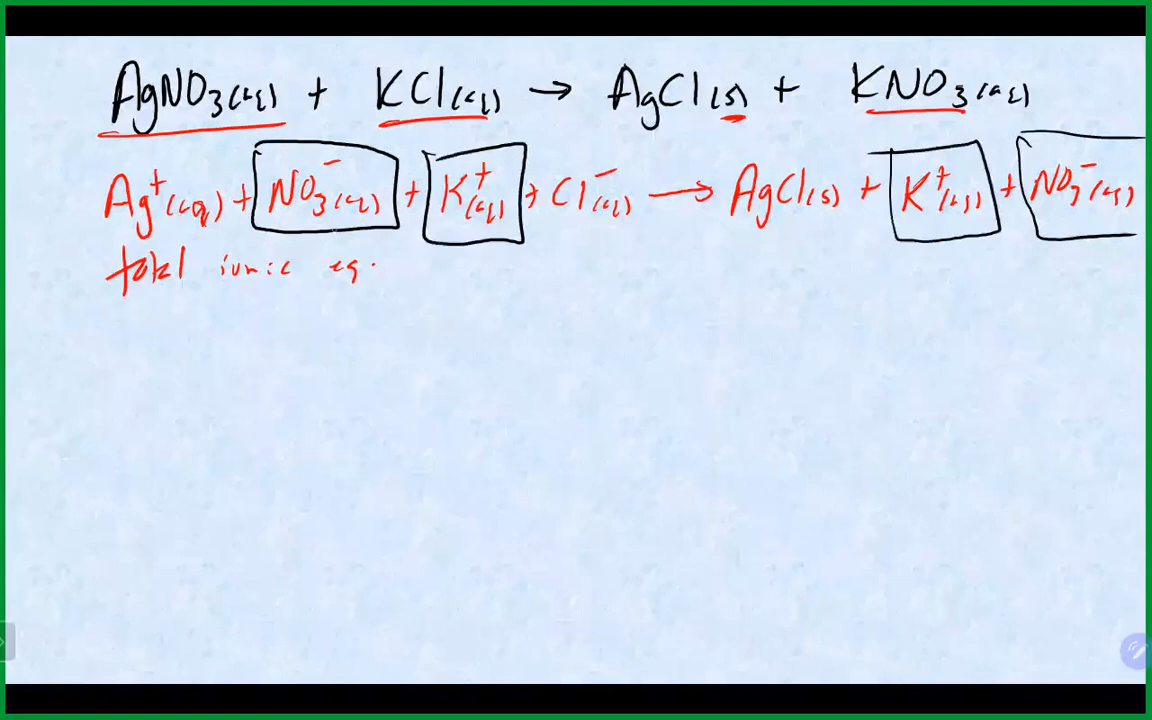 AgNO₃(aq) + KCl(aq) → AgCl(s) + KNO₃(aq)
Ag⁺(aq) + NO₃⁻(aq) + K⁺(aq) + Cl⁻(aq) → AgCl(s) + K⁺(aq) + NO₃⁻(aq)
total ionic eq.